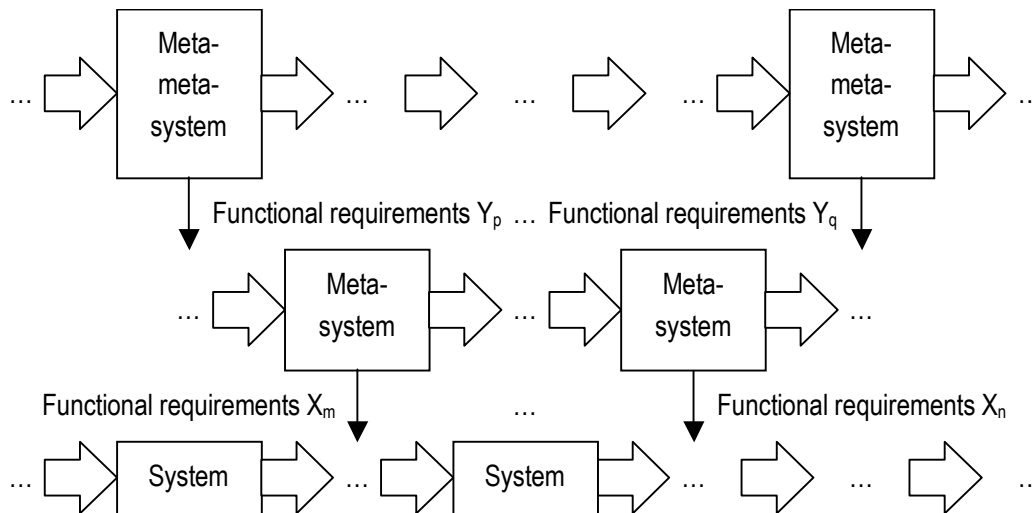 Meta-
meta-
system
Meta-
meta-
system
… … … … … ..
Functional requirements Yp … Functional requirements Yq
Meta-
system
Meta-
system
… … …
Functional requirements Xm … Functional requirements Xn
… System … System … … ..